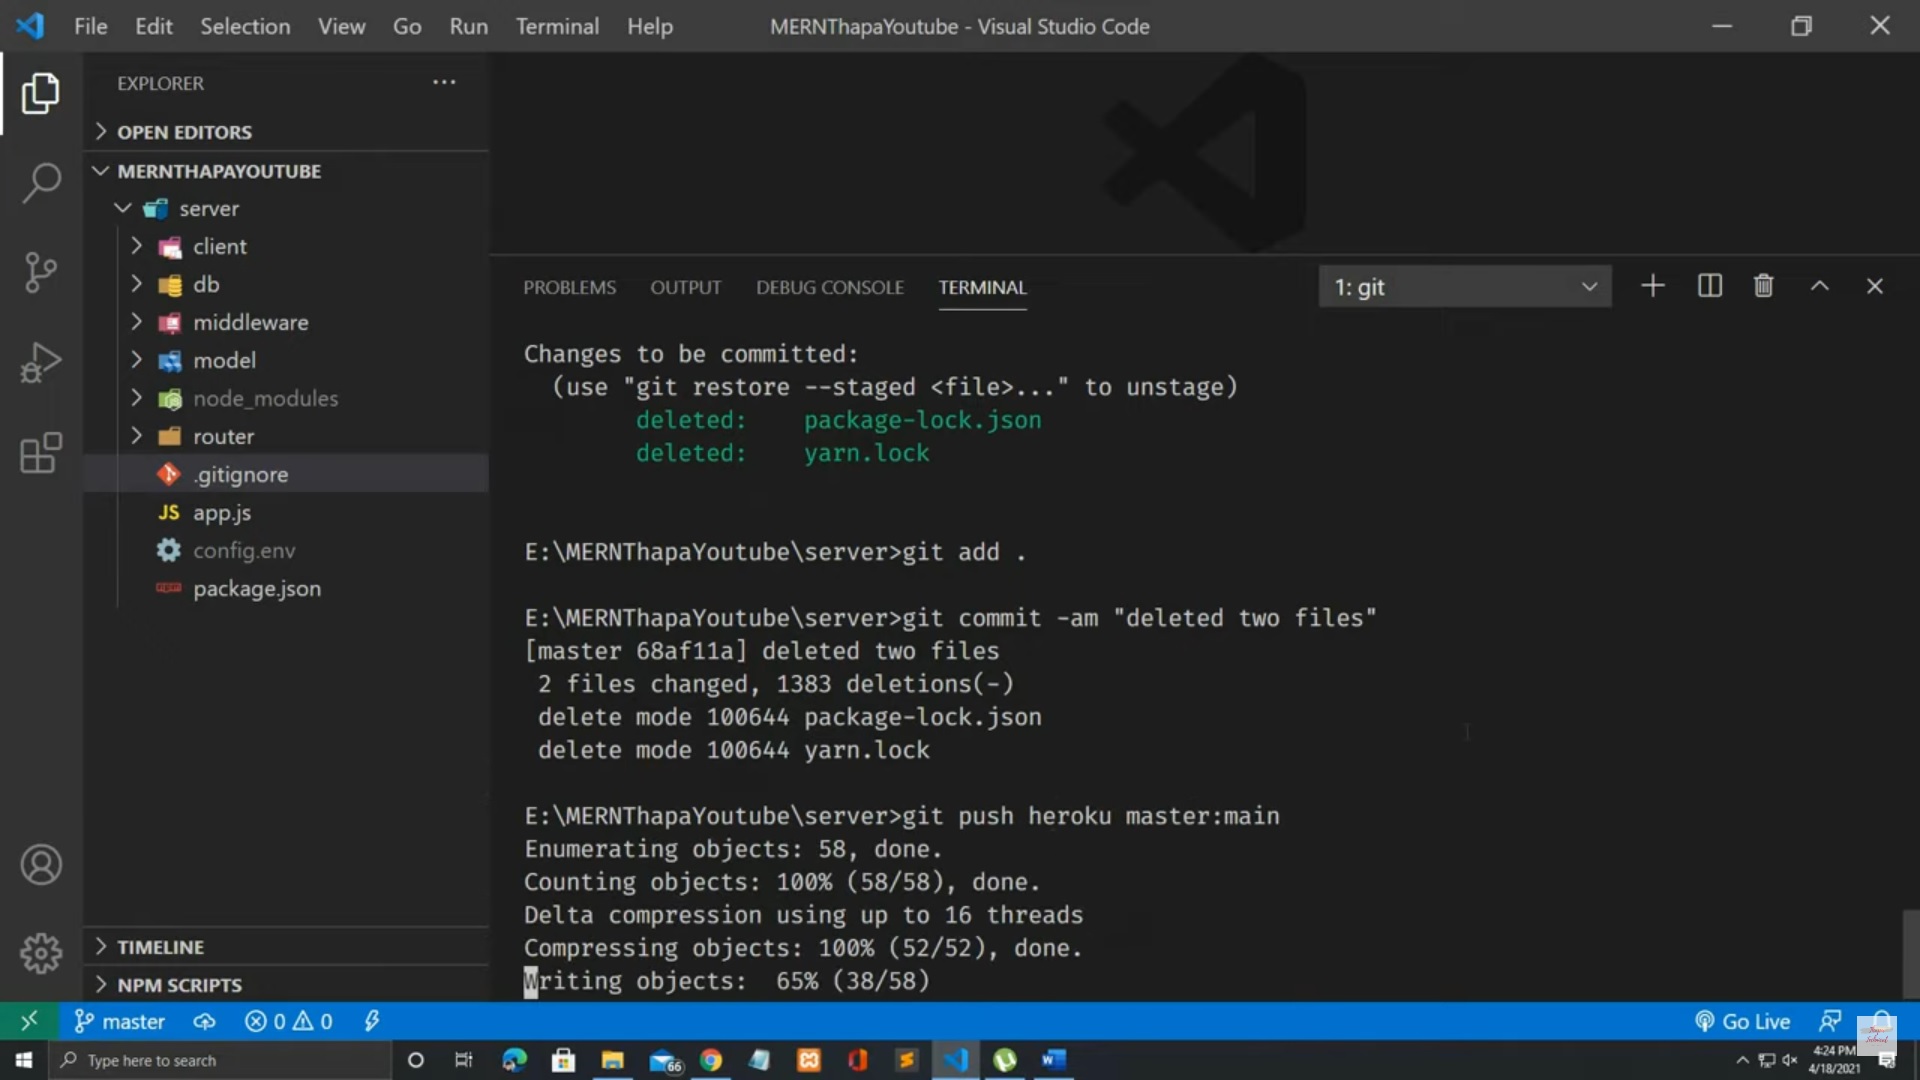 File Edit Selection View Go Run Terminal Help
MERNThapaYoutube - Visual Studio Code
EXPLORER
OPEN EDITORS
MERNTHAPAYOUTUBE
server
client
db
middleware
model
node_modules
router
.gitignore
JS app.js
config.env
package.json
TIMELINE
NPM SCRIPTS
PROBLEMS OUTPUT DEBUG CONSOLE TERMINAL
1: git
Changes to be committed:
(use "git restore --staged <file>..." to unstage)
deleted: package-lock.json
deleted: yarn.lock
E:\MERNThapaYoutube\server>git add .
E:\MERNThapaYoutube\server>git commit -am "deleted two files"
[master 68af11a] deleted two files
2 files changed, 1383 deletions(-)
delete mode 100644 package-lock.json
delete mode 100644 yarn.lock
E:\MERNThapaYoutube\server>git push heroku master:main
Enumerating objects: 58, done.
Counting objects: 100% (58/58), done.
Delta compression using up to 16 threads
Compressing objects: 100% (52/52), done.
Writing objects: 65% (38/58)
master 0 0 Go Live
Type here to search
66
4:24 PM
4/18/2021